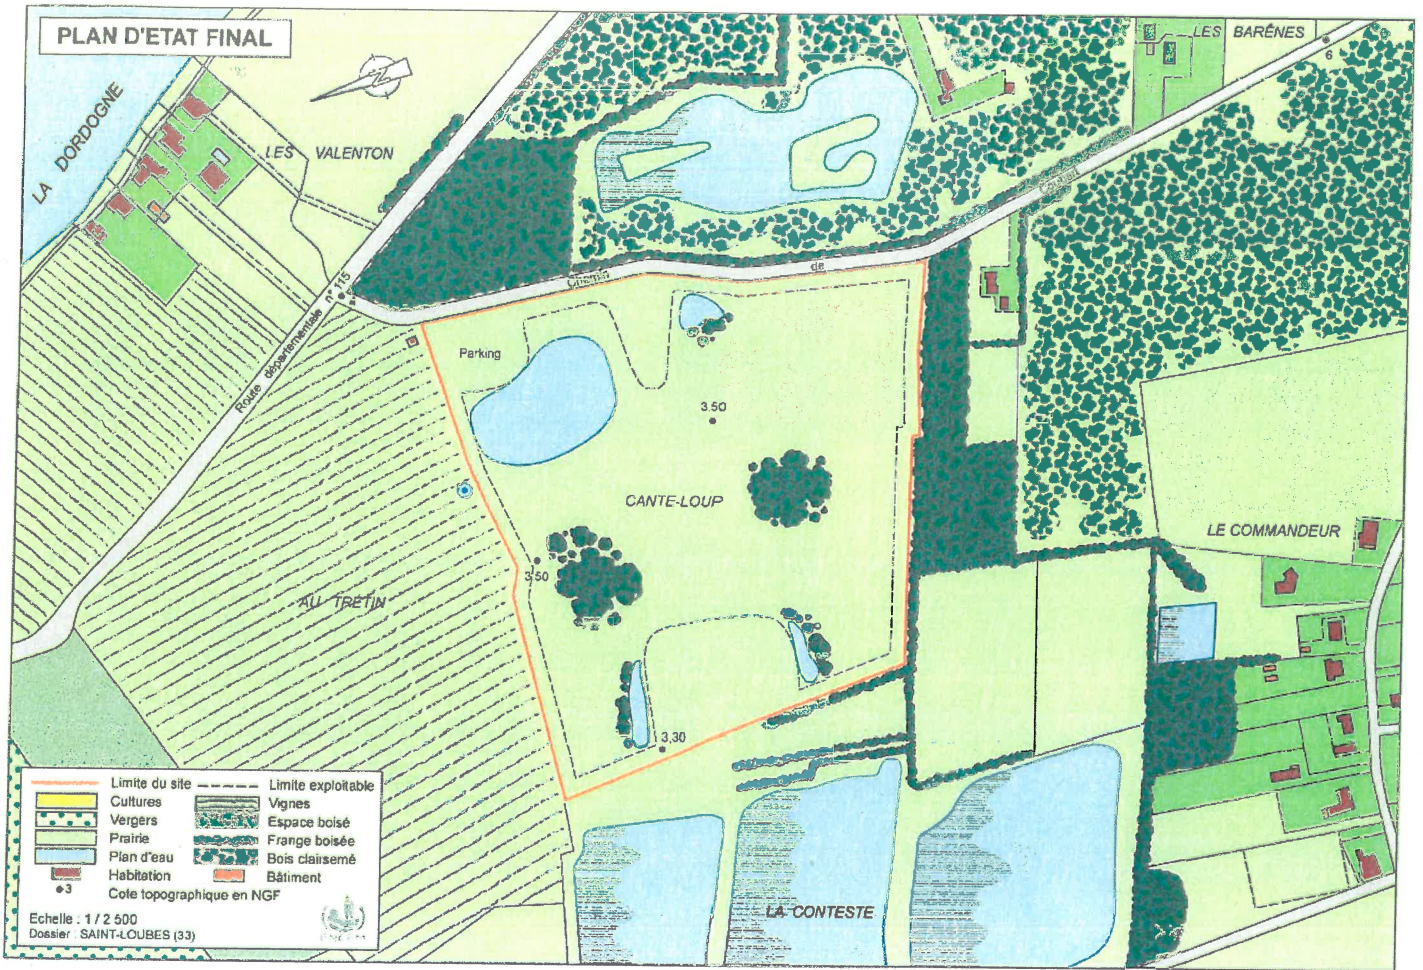 PLAN D'ETAT FINAL
LES BARÊNES
6
LA DORDOGNE
LES VALENTON
Route départementale n° 115
Chemin de
Parking
3.50
CANTE-LOUP
3.50
AU TRETIN
LE COMMANDEUR
3,30
LA CONTESTE
Limite du site
Limite exploitable
Cultures
Vignes
Vergers
Espace boisé
Prairie
Frange boisée
Plan d'eau
Bois clairsemé
Habitation
Bâtiment
3
Cote topographique en NGF
Echelle : 1 / 2 500
Dossier : SAINT-LOUBES (33)